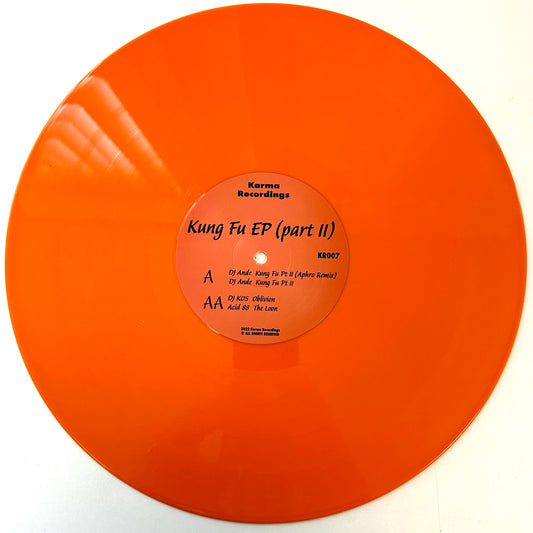 Karma
Recordings
Kung Fu EP (part II)
KR007
A
DJ Ande Kung Fu Pt II (Aphro Remix)
DJ Ande Kung Fu Pt II
AA
DJ KOS Oblivion
Acid 88 The Loon
2022 Karma Recordings
© ALL RIGHTS RESERVED